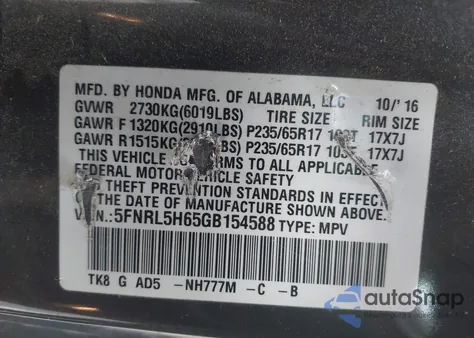 MFD. BY HONDA MFG. OF ALABAMA, LLC 10/'16
GVWR 2730KG(6019LBS) TIRE SIZE RIM SIZE
GAWR F 1320KG(2910LBS) P235/65R17 17X7J
GAWR R1515KG LBS) P235/65R17 17X7J
THIS VEHICLE TO ALL APPLICABLE
FEDERAL MOTOR VEHICLE SAFETY
THEFT PREVENTION STANDARDS IN EFFECT
THE DATE OF MANUFACTURE SHOWN ABOVE.
5FNRL5H65GB154588 TYPE: MPV
TK8 G AD5 -NH777M -C -B
autoSnap